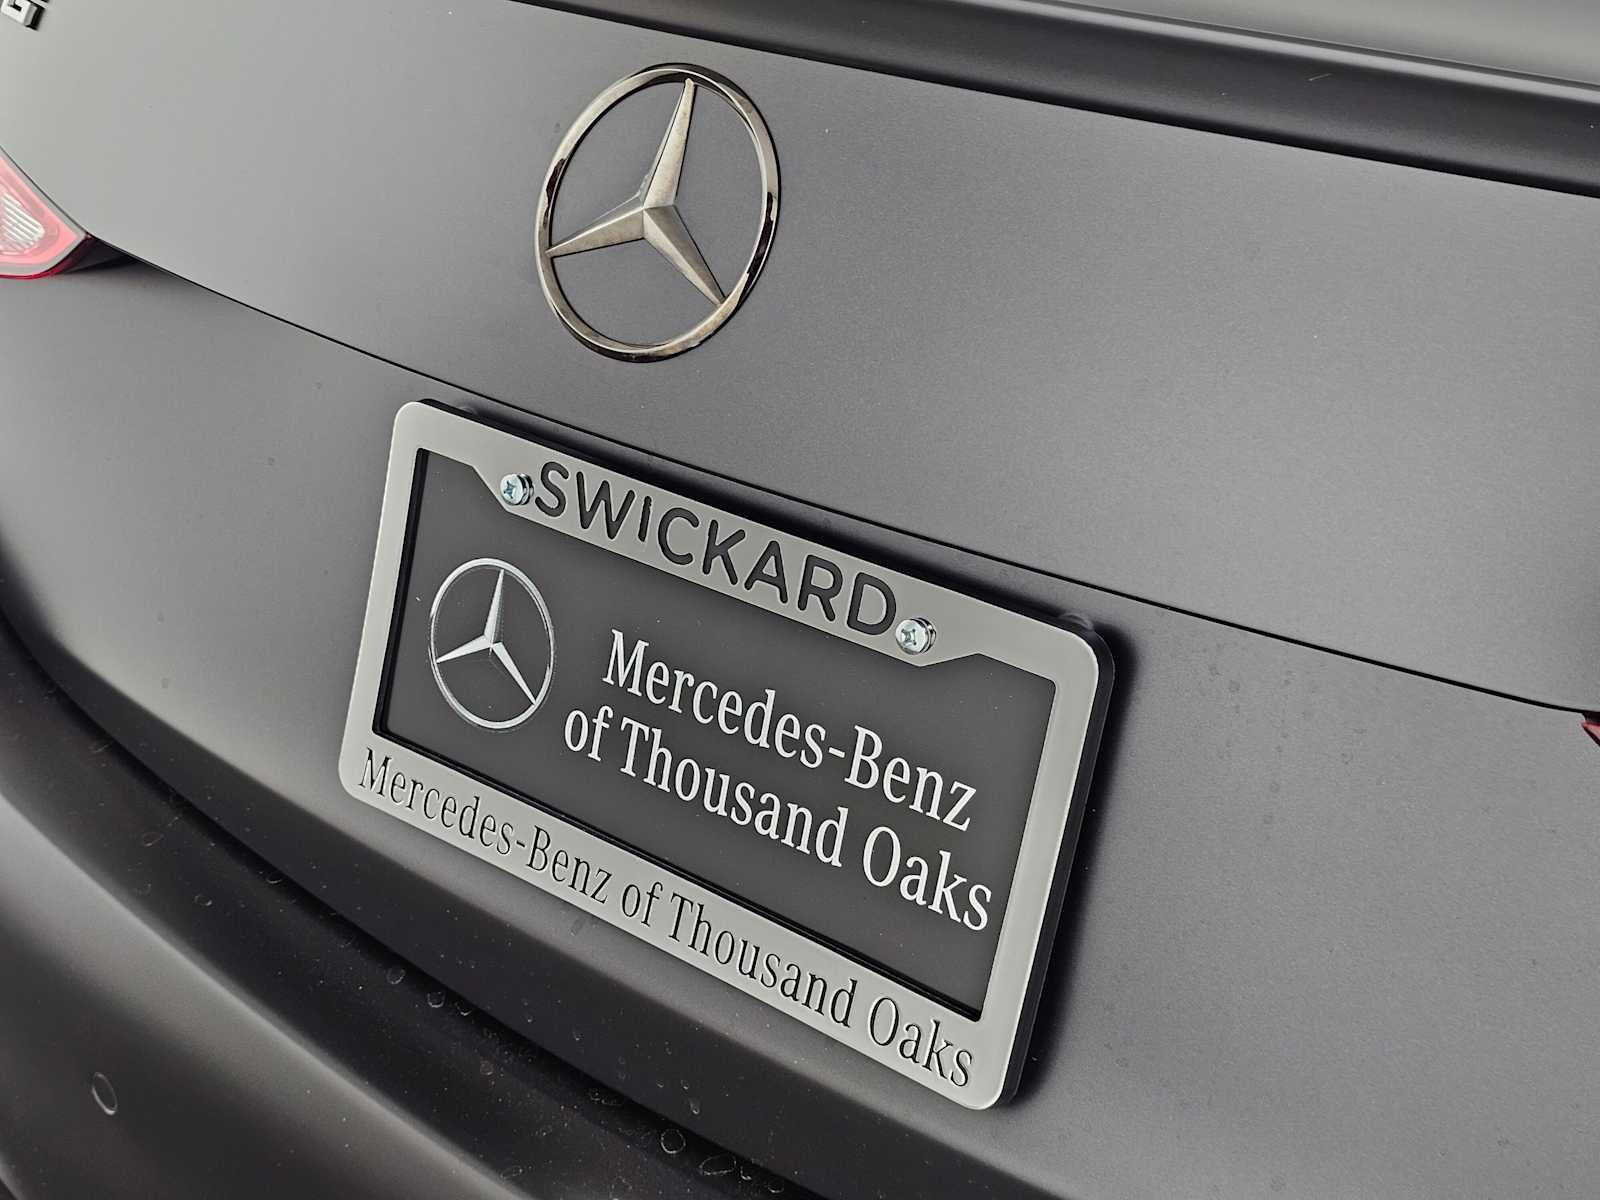 SWICKARD
Mercedes-Benz
of Thousand Oaks
Mercedes-Benz of Thousand Oaks